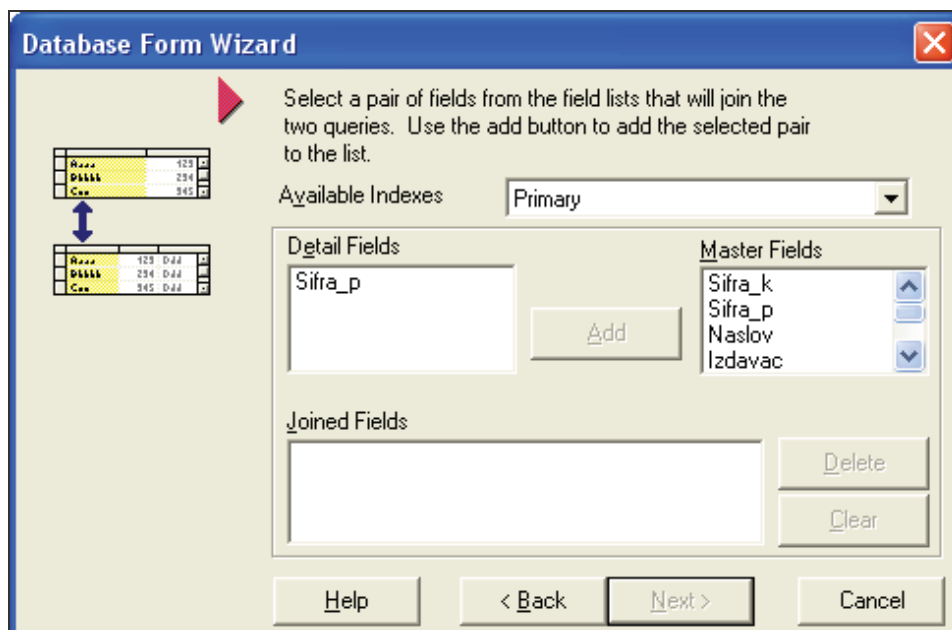 Database Form Wizard
Select a pair of fields from the field lists that will join the
two queries. Use the add button to add the selected pair
to the list.
Available Indexes
Primary
Detail Fields
Master Fields
Sifra_p
Sifra_k
Sifra_p
Naslov
Izdavac
Add
Joined Fields
Delete
Clear
Help
< Back
Next >
Cancel